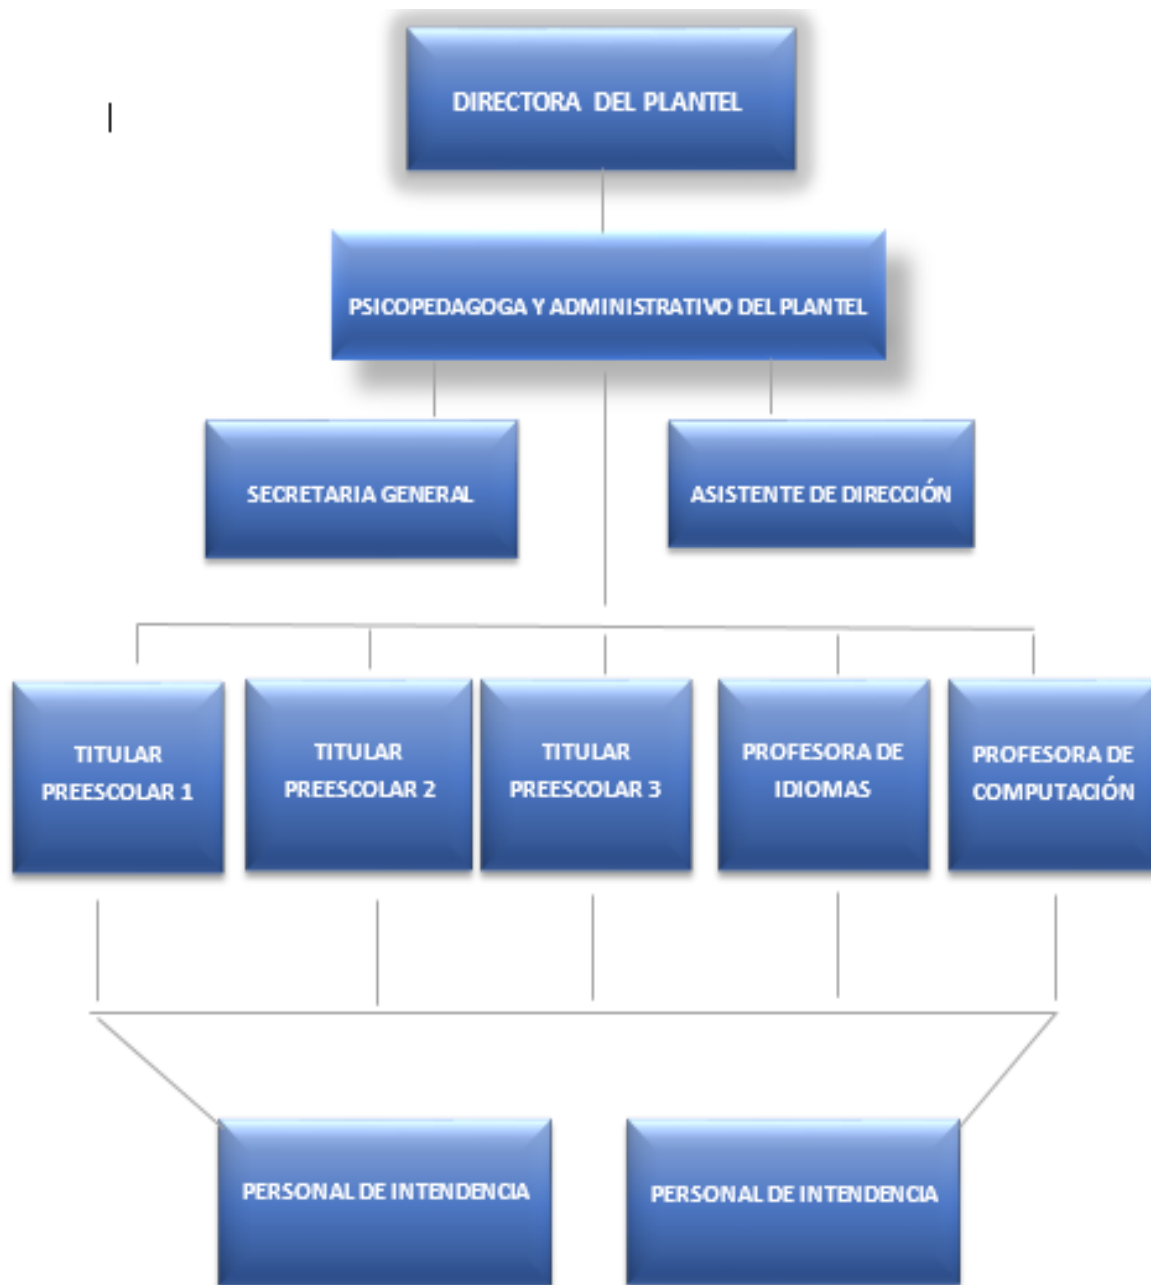 DIRECTORA DEL PLANTEL
PSICOPEDAGOGA Y ADMINISTRATIVO DEL PLANTEL
SECRETARIA GENERAL
ASISTENTE DE DIRECCIÓN
TITULAR
PREESCOLAR 1
TITULAR
PREESCOLAR 2
TITULAR
PREESCOLAR 3
PROFESORA DE
IDIOMAS
PROFESORA DE
COMPUTACIÓN
PERSONAL DE INTENDENCIA
PERSONAL DE INTENDENCIA